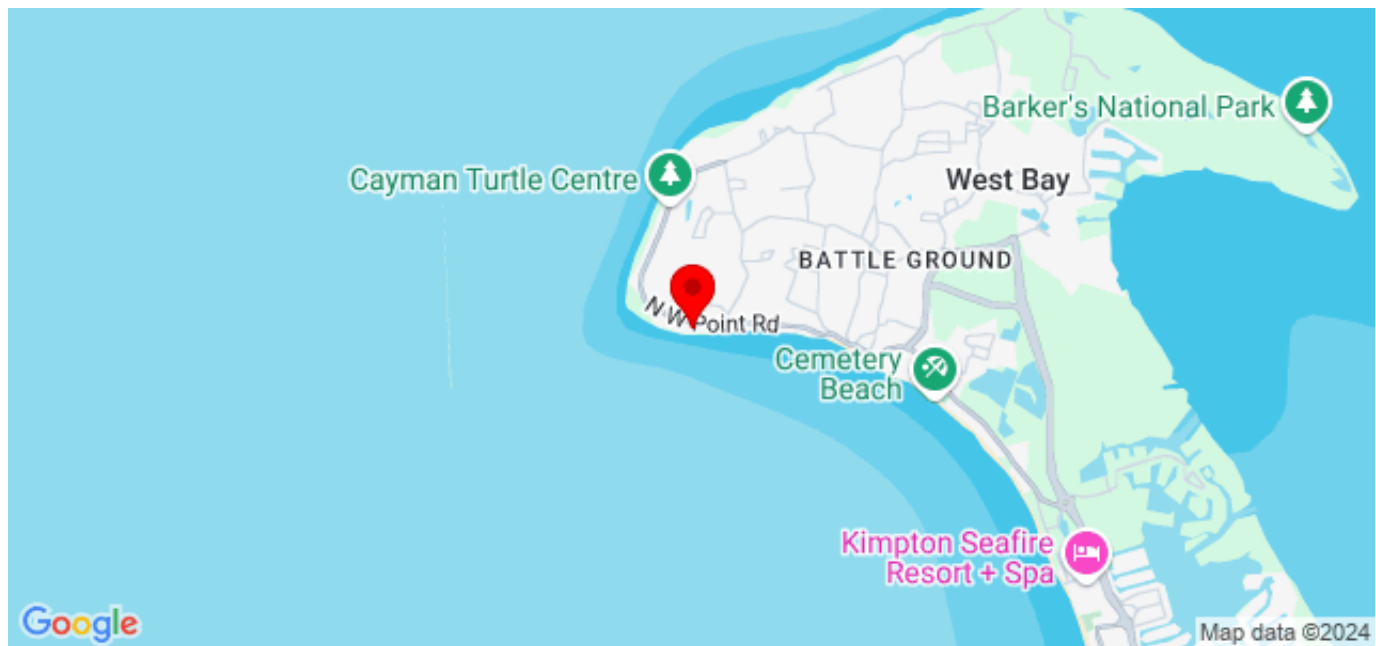 Barker's National Park
Cayman Turtle Centre
West Bay
BATTLE GROUND
N W Point Rd
Cemetery
Beach
Kimpton Seafire
Resort + Spa
Google
Map data ©2024